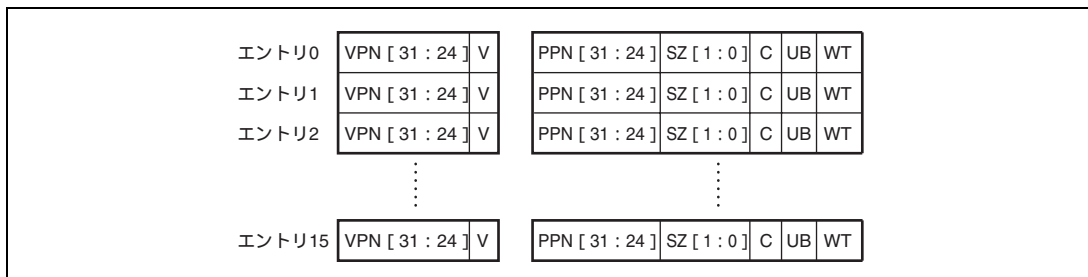 エントリ0 VPN [ 31 : 24 ] V PPN [ 31 : 24 ] SZ [ 1 : 0 ] C UB WT
エントリ1 VPN [ 31 : 24 ] V PPN [ 31 : 24 ] SZ [ 1 : 0 ] C UB WT
エントリ2 VPN [ 31 : 24 ] V PPN [ 31 : 24 ] SZ [ 1 : 0 ] C UB WT
エントリ15 VPN [ 31 : 24 ] V PPN [ 31 : 24 ] SZ [ 1 : 0 ] C UB WT